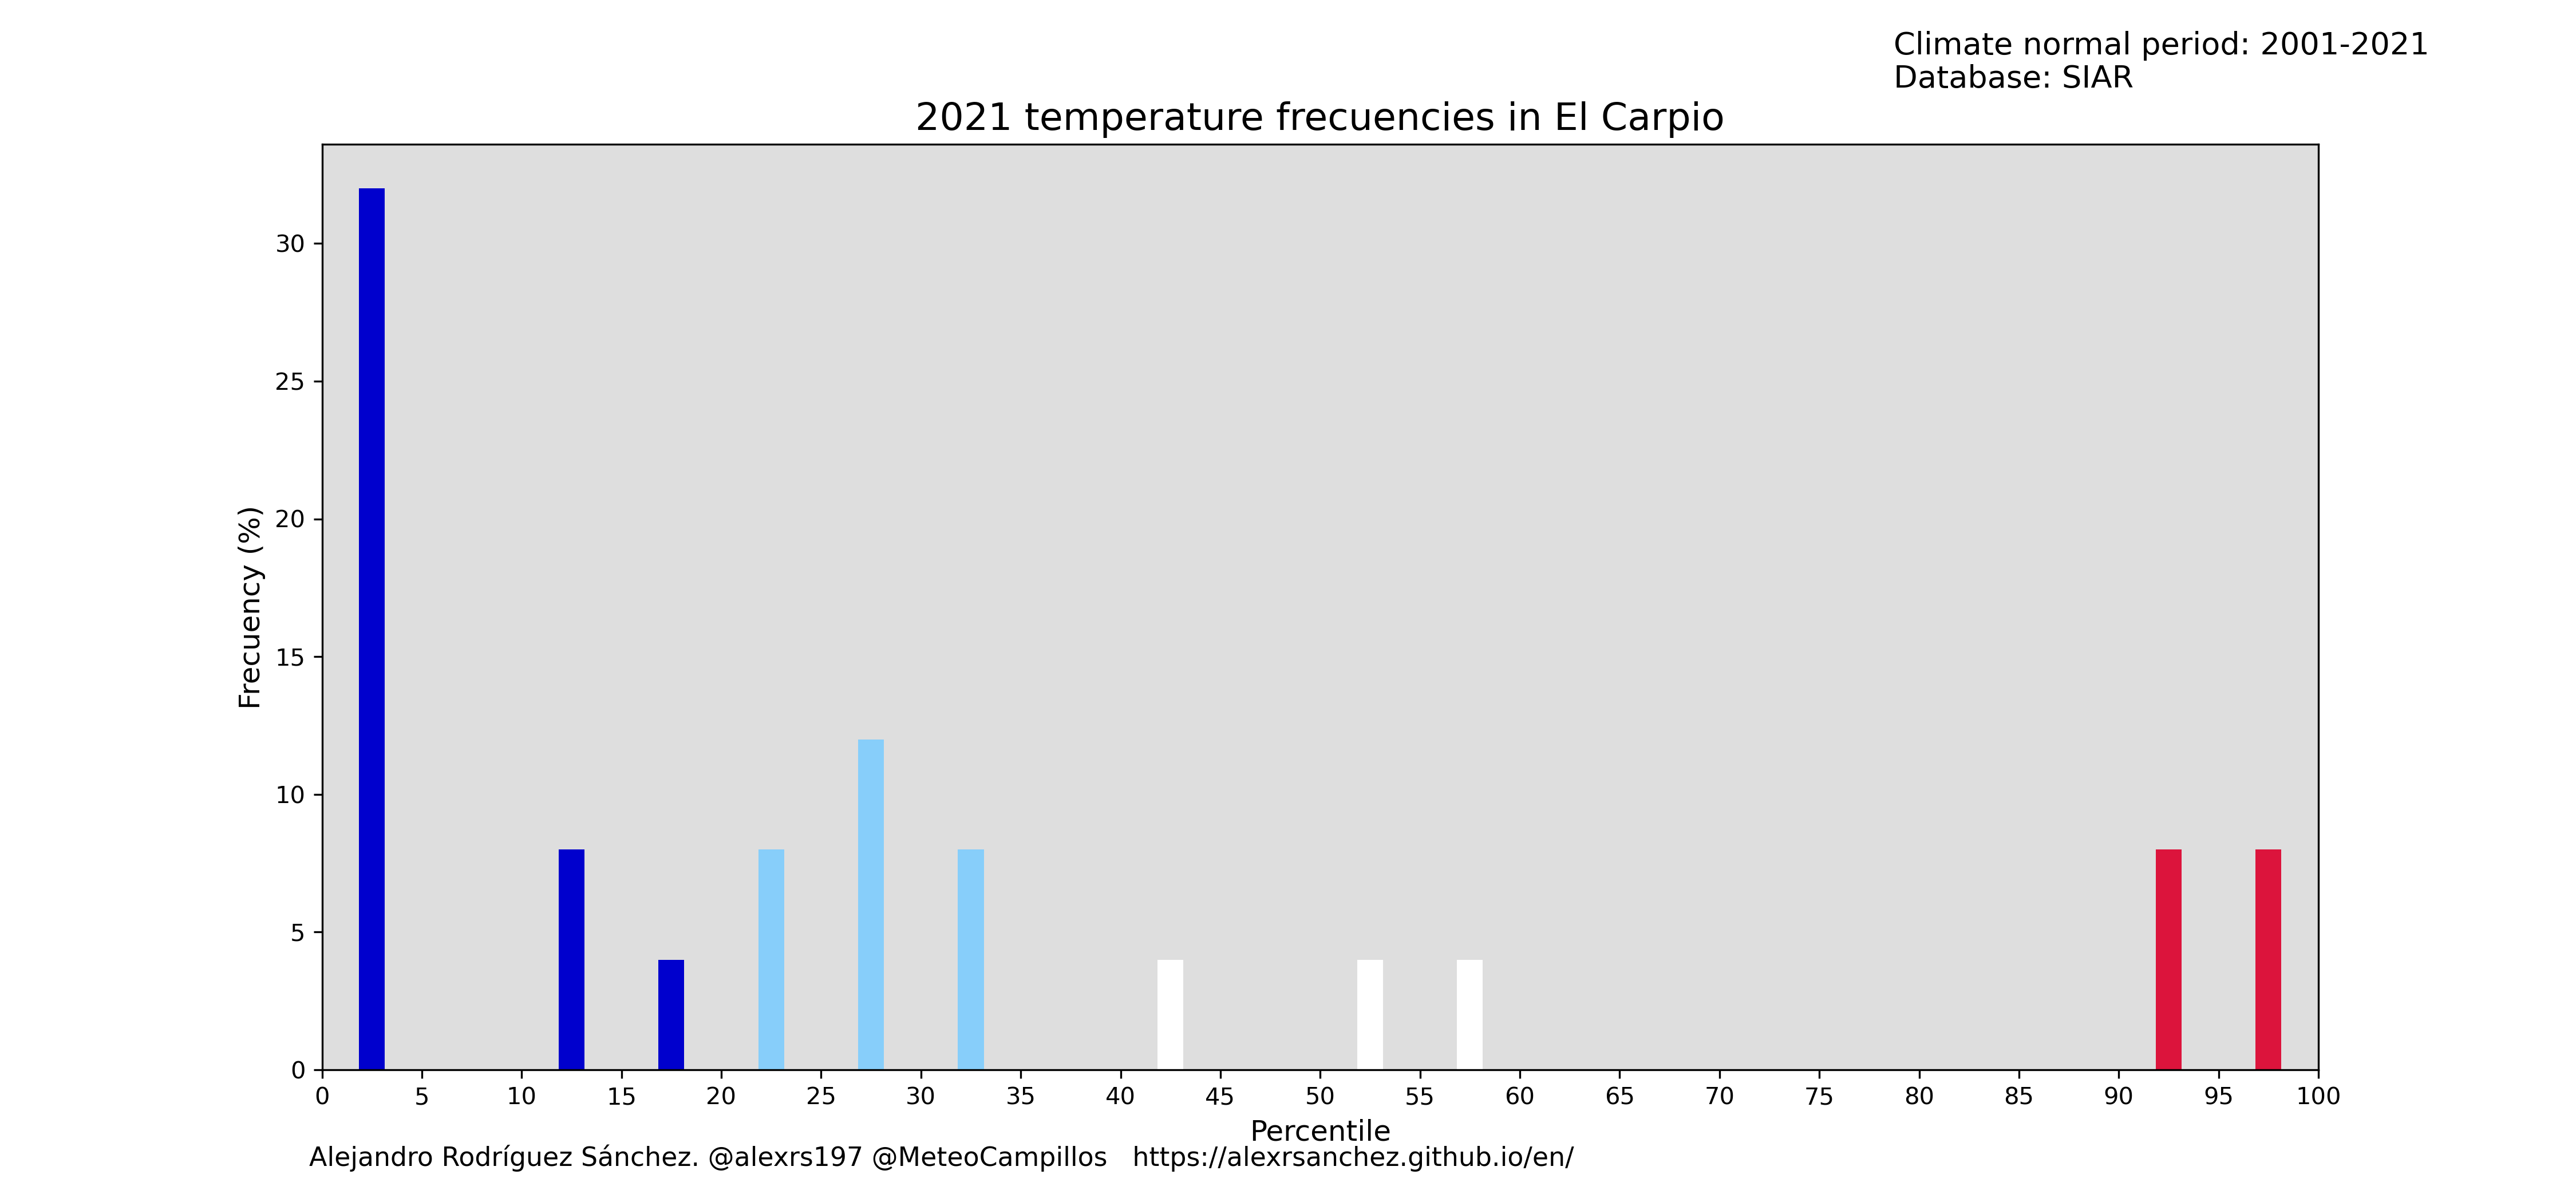 Climate normal period: 2001-2021
Database: SIAR
2021 temperature frecuencies in El Carpio
Frecuency (%)
30
25
20
15
10
5
0
0 5 10 15 20 25 30 35 40 45 50 55 60 65 70 75 80 85 90 95 100
Percentile
Alejandro Rodríguez Sánchez. @alexrs197 @MeteoCampillos https://alexrsanchez.github.io/en/